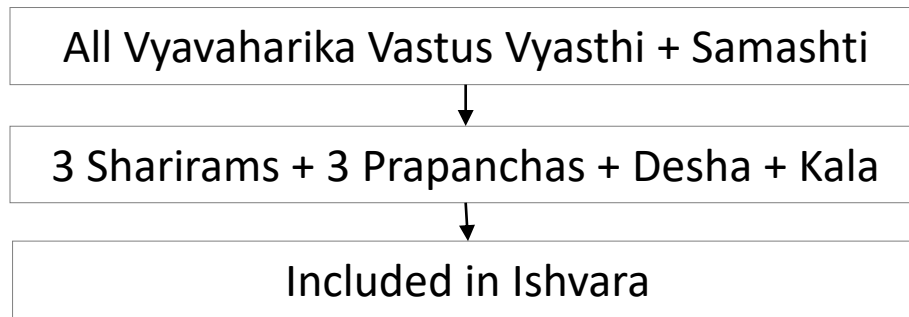 All Vyavaharika Vastus Vyasthi + Samashti
3 Sharirams + 3 Prapanchas + Desha + Kala
Included in Ishvara